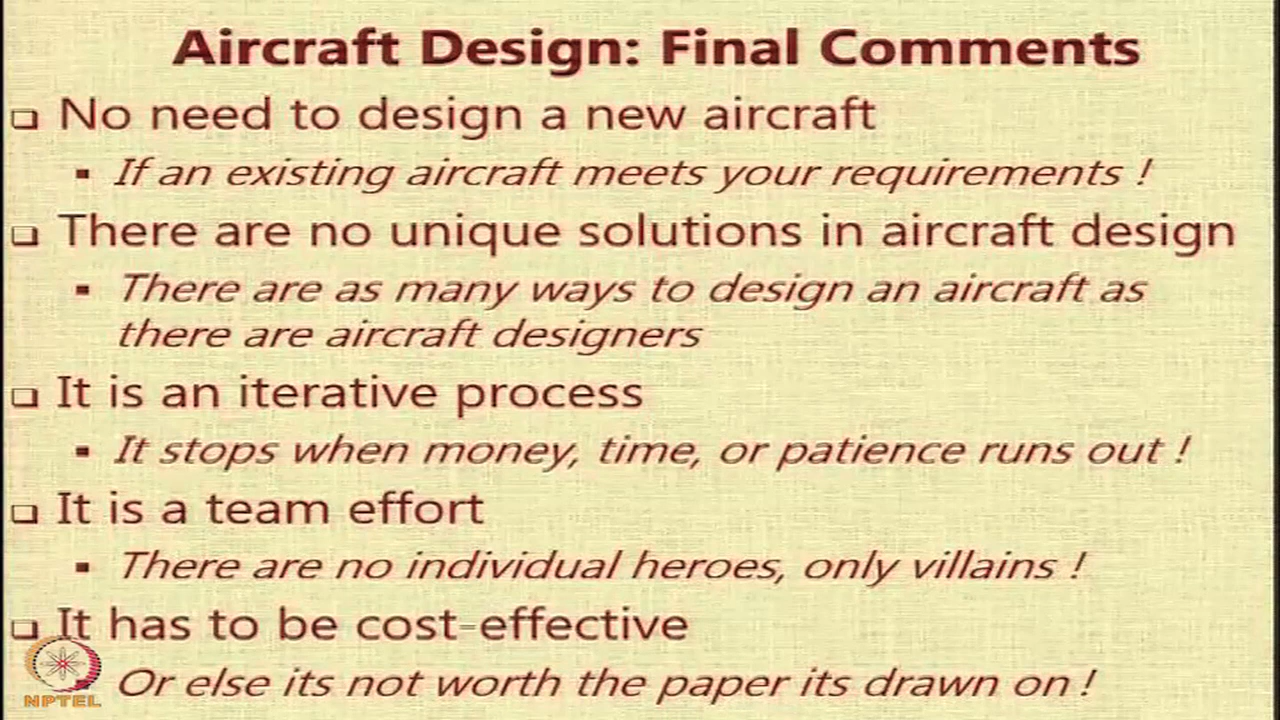 Aircraft Design: Final Comments
No need to design a new aircraft
If an existing aircraft meets your requirements !
There are no unique solutions in aircraft design
There are as many ways to design an aircraft as
there are aircraft designers
It is an iterative process
It stops when money, time, or patience runs out !
It is a team effort
There are no individual heroes, only villains !
It has to be cost-effective
Or else its not worth the paper its drawn on !
NPTEL